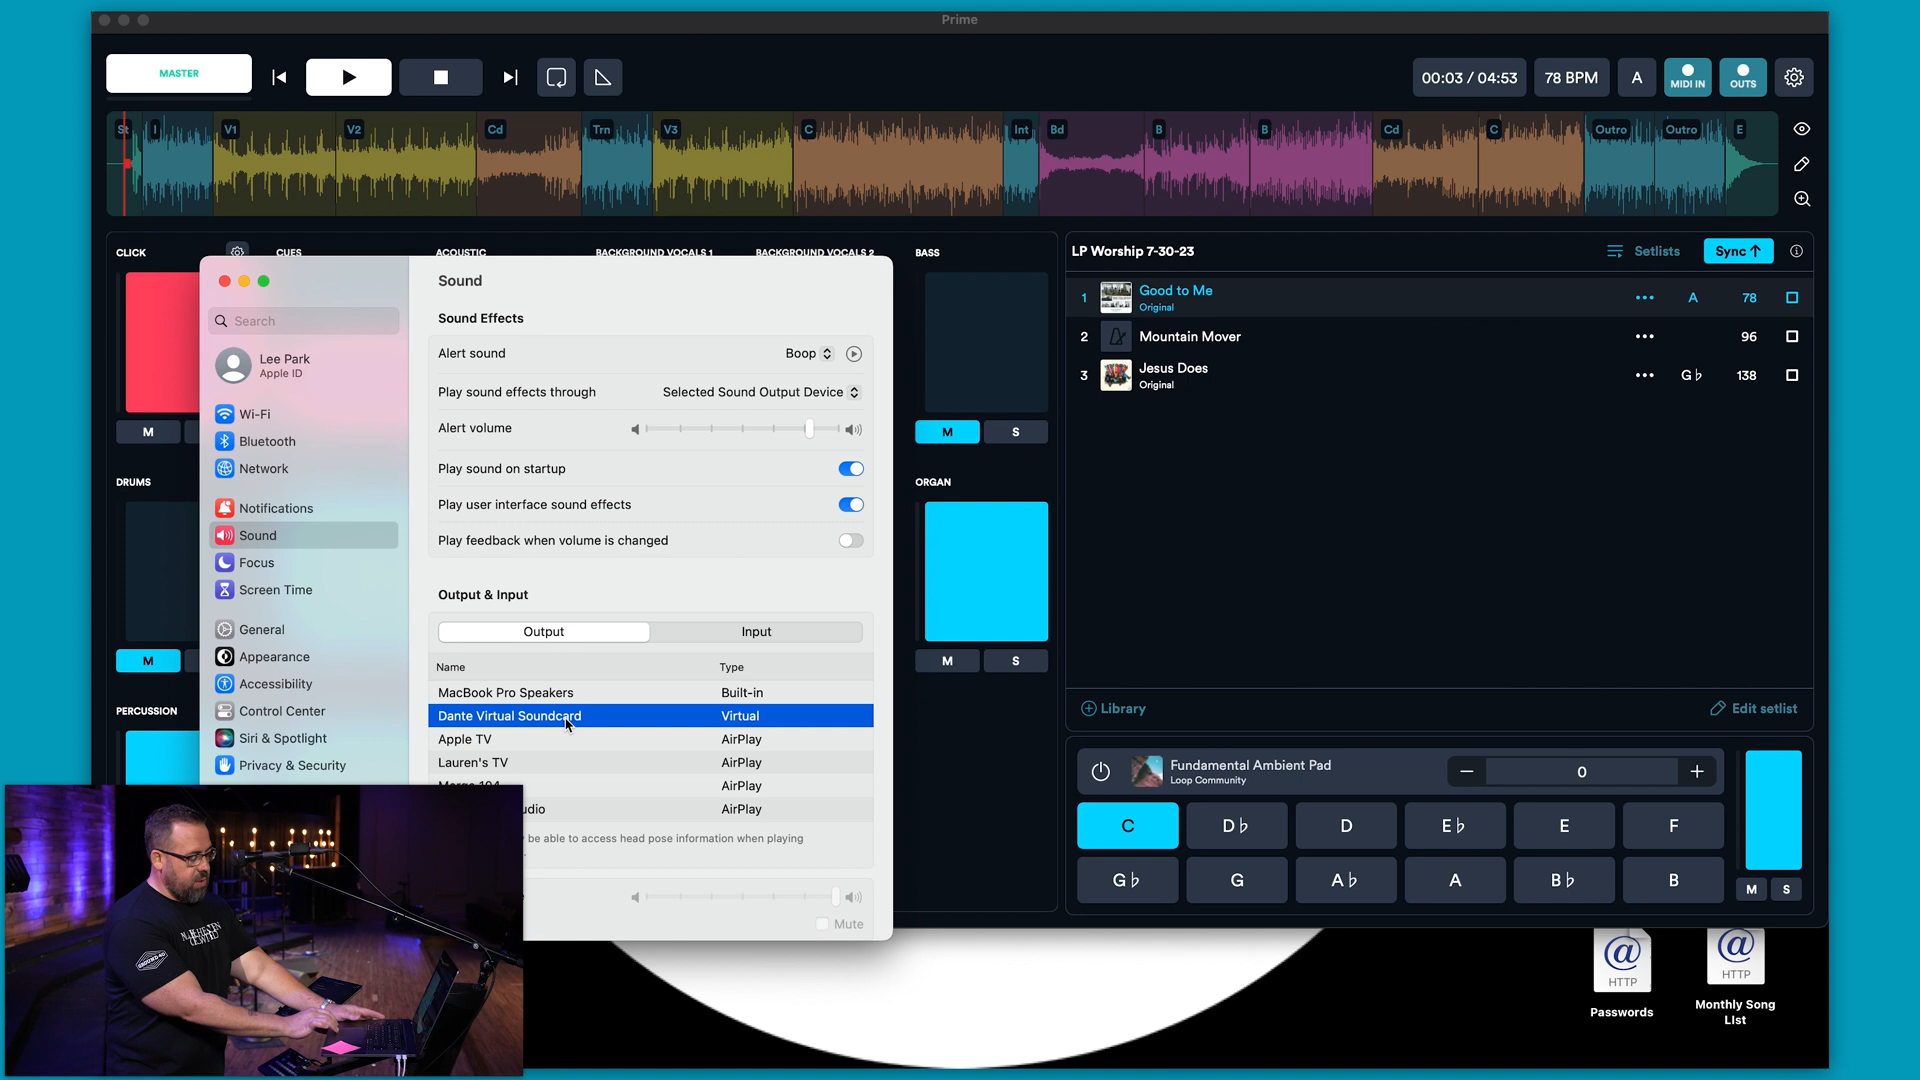 Prime
MASTER
00:03 / 04:53
78 BPM
A
MIDI IN
OUTS
St
I
V1
V2
Cd
Trn
V3
C
Int
Bd
B
B
Cd
C
Outro
Outro
E
CLICK
CUES
ACOUSTIC
BACKGROUND VOCALS 1
BACKGROUND VOCALS 2
BASS
M
M
S
DRUMS
ORGAN
M
M
S
PERCUSSION
Search
Lee Park
Apple ID
Wi-Fi
Bluetooth
Network
Notifications
Sound
Focus
Screen Time
General
Appearance
Accessibility
Control Center
Siri & Spotlight
Privacy & Security
Sound
Sound Effects
Alert sound
Boop
Play sound effects through
Selected Sound Output Device
Alert volume
Play sound on startup
Play user interface sound effects
Play feedback when volume is changed
Output & Input
Output
Input
Name
Type
MacBook Pro Speakers
Built-in
Dante Virtual Soundcard
Virtual
Apple TV
AirPlay
Lauren's TV
AirPlay
AirPlay
AirPlay
be able to access head pose information when playing
Mute
LP Worship 7-30-23
Setlists
Sync
1
Good to Me
Original
A
78
2
Mountain Mover
96
3
Jesus Does
Original
G♭
138
Library
Edit setlist
Fundamental Ambient Pad
Loop Community
0
C
D♭
D
E♭
E
F
G♭
G
A♭
A
B♭
B
M
S
HTTP
Passwords
HTTP
Monthly Song
LIst